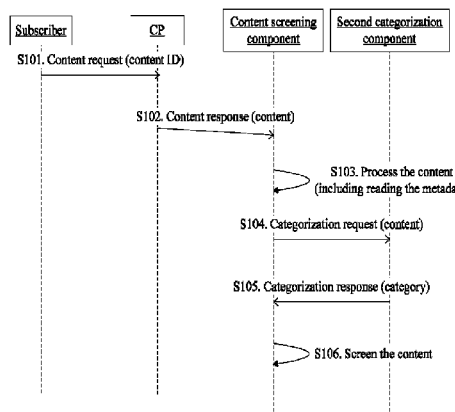 Subscriber
CP
Content screening
component
Second categorization
component
S101. Content request (content ID)
S102. Content response (content)
S103. Process the content
(including reading the metada
S104. Categorization request (content)
S105. Categorization response (category)
S106. Screen the content